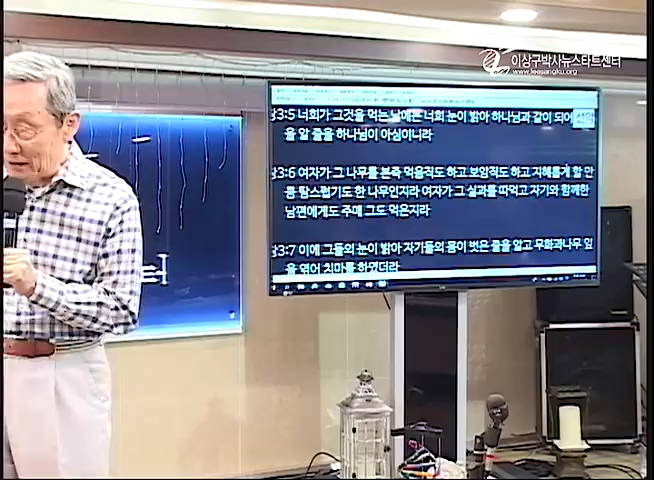 이상구박사뉴스타트센터
www.leesangku.org
창3:5 너희가 그것을 먹는 날에는 너희 눈이 밝아 하나님과 같이 되어 선악
을 알 줄을 하나님이 아심이니라
창3:6 여자가 그 나무를 본즉 먹음직도 하고 보암직도 하고 지혜롭게 할 만
큼 탐스럽기도 한 나무인지라 여자가 그 실과를 따먹고 자기와 함께한
남편에게도 주매 그도 먹은지라
창3:7 이에 그들의 눈이 밝아 자기들의 몸이 벗은 줄을 알고 무화과나무 잎
을 엮어 치마를 하였더라
터